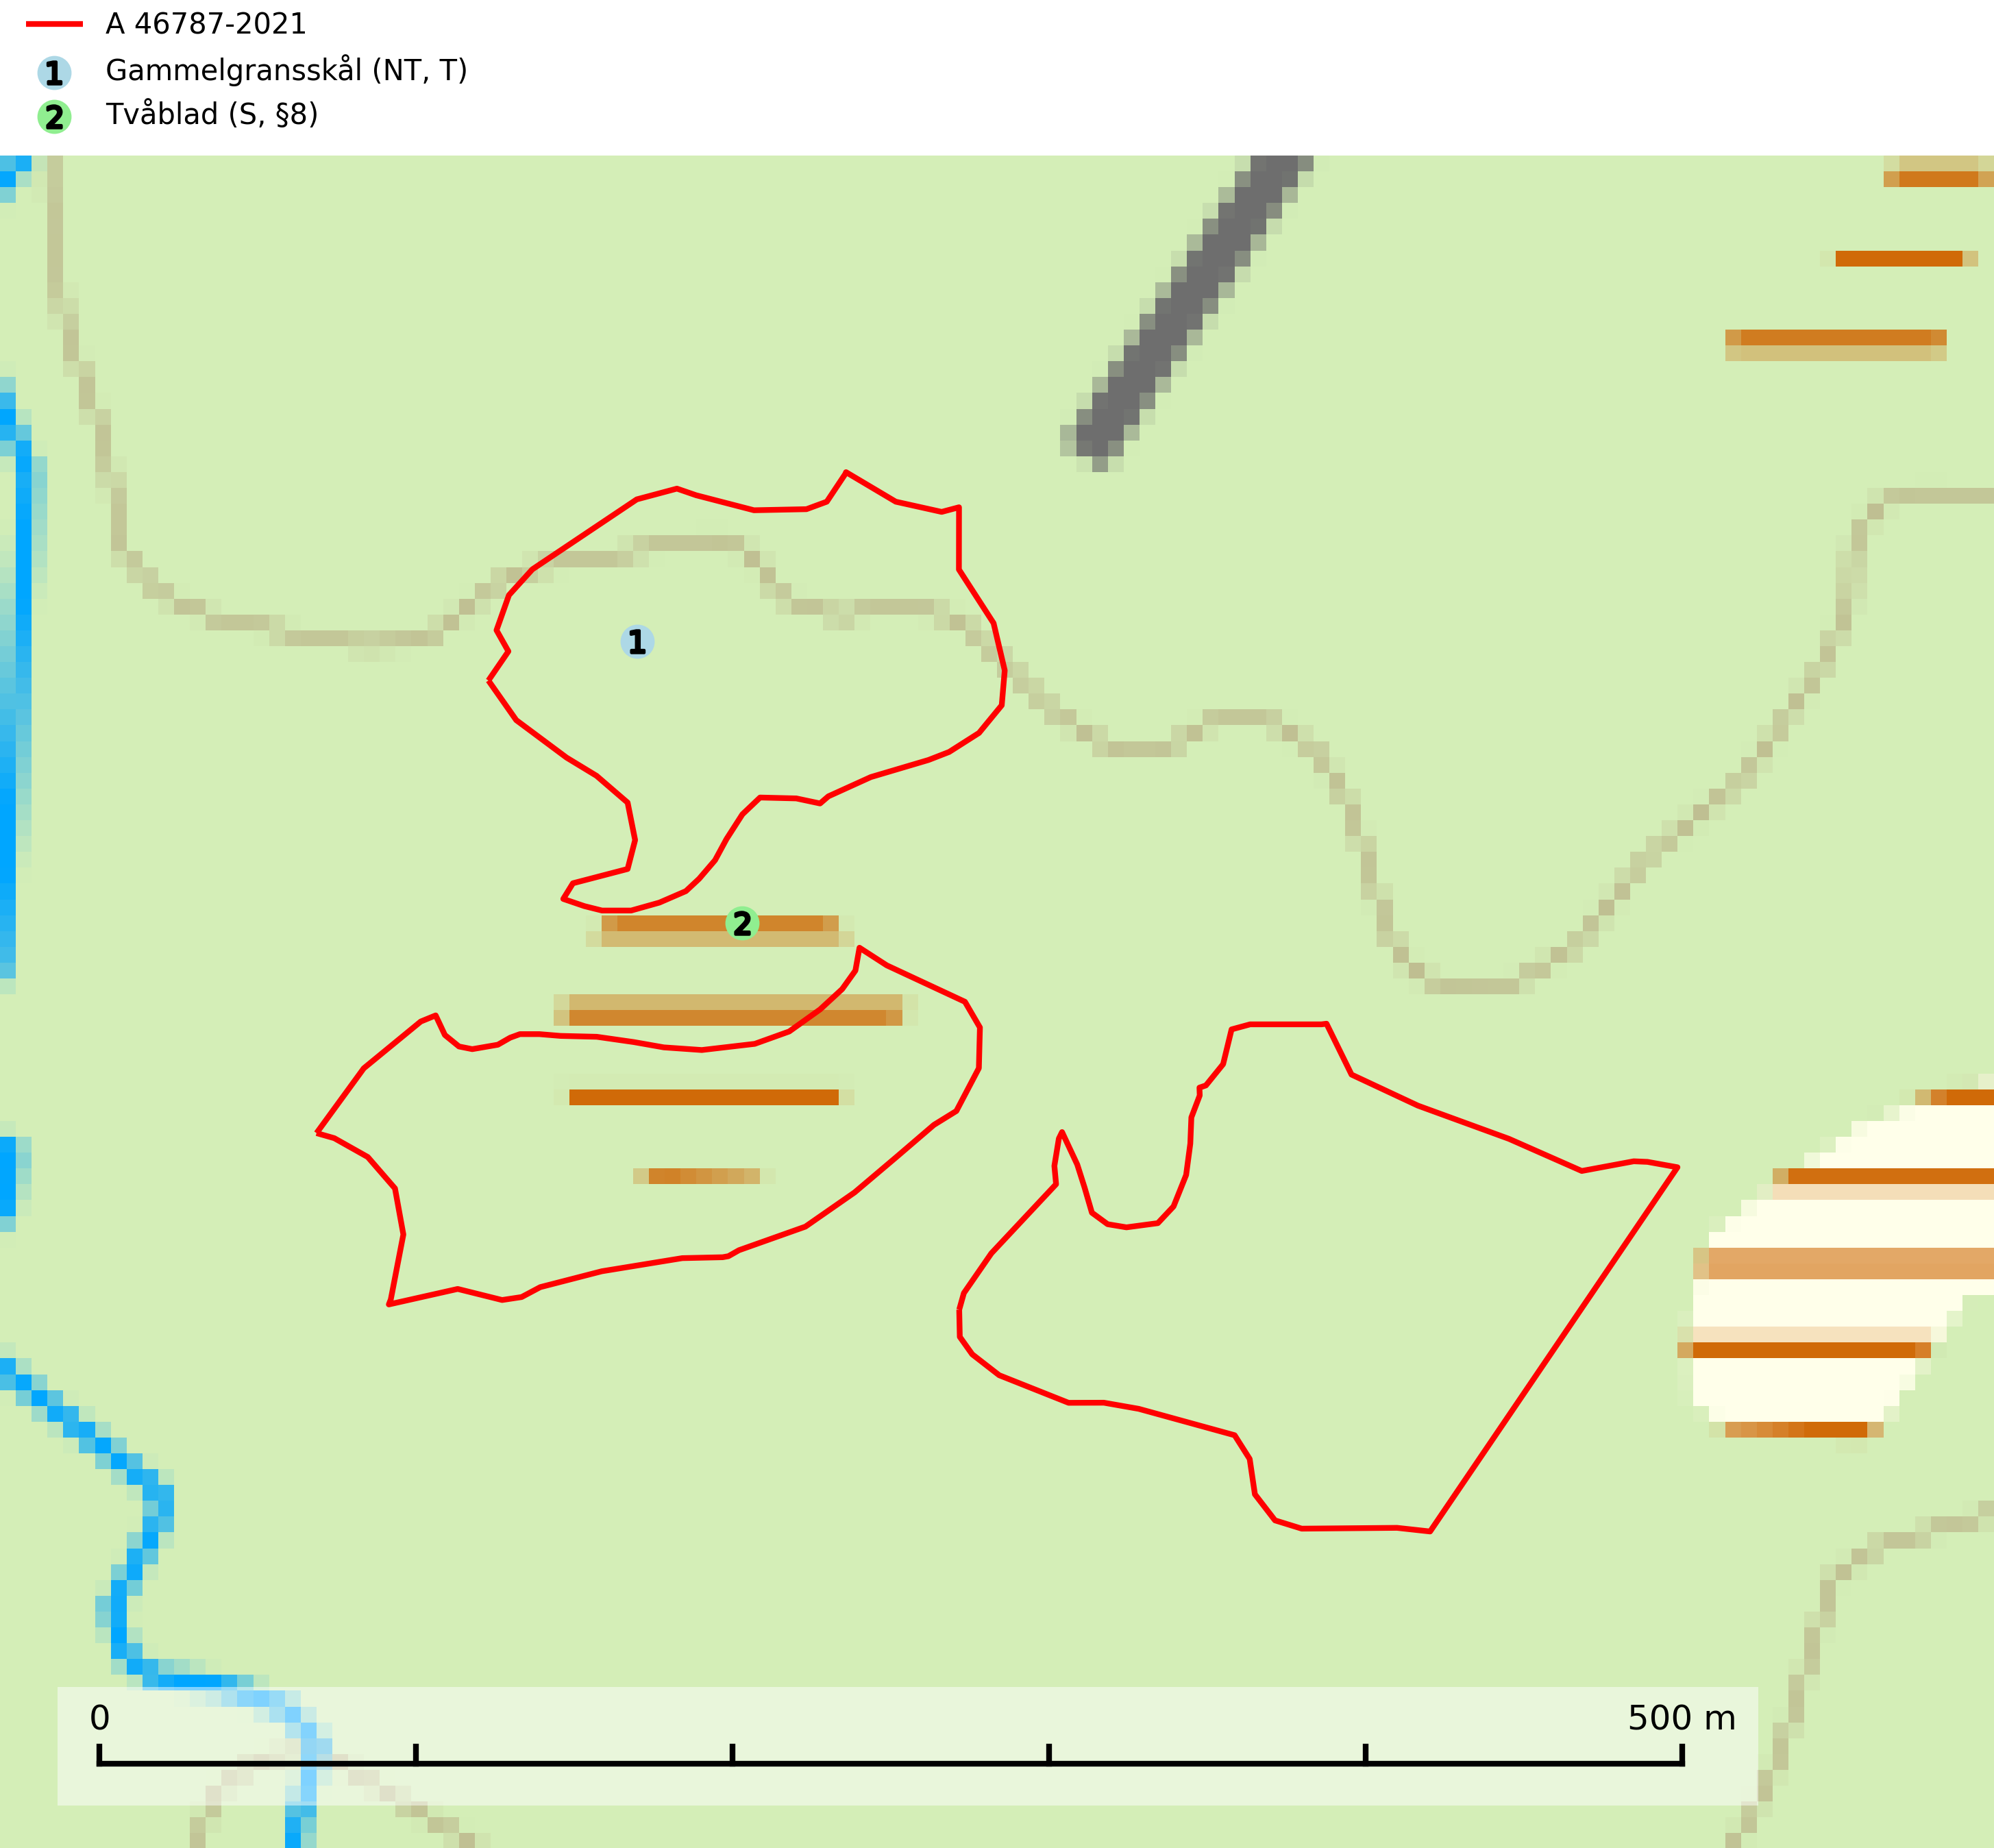 A 46787-2021
1 Gammelgransskål (NT, T)
2 Tvåblad (S, §8)
1
2
0 500 m